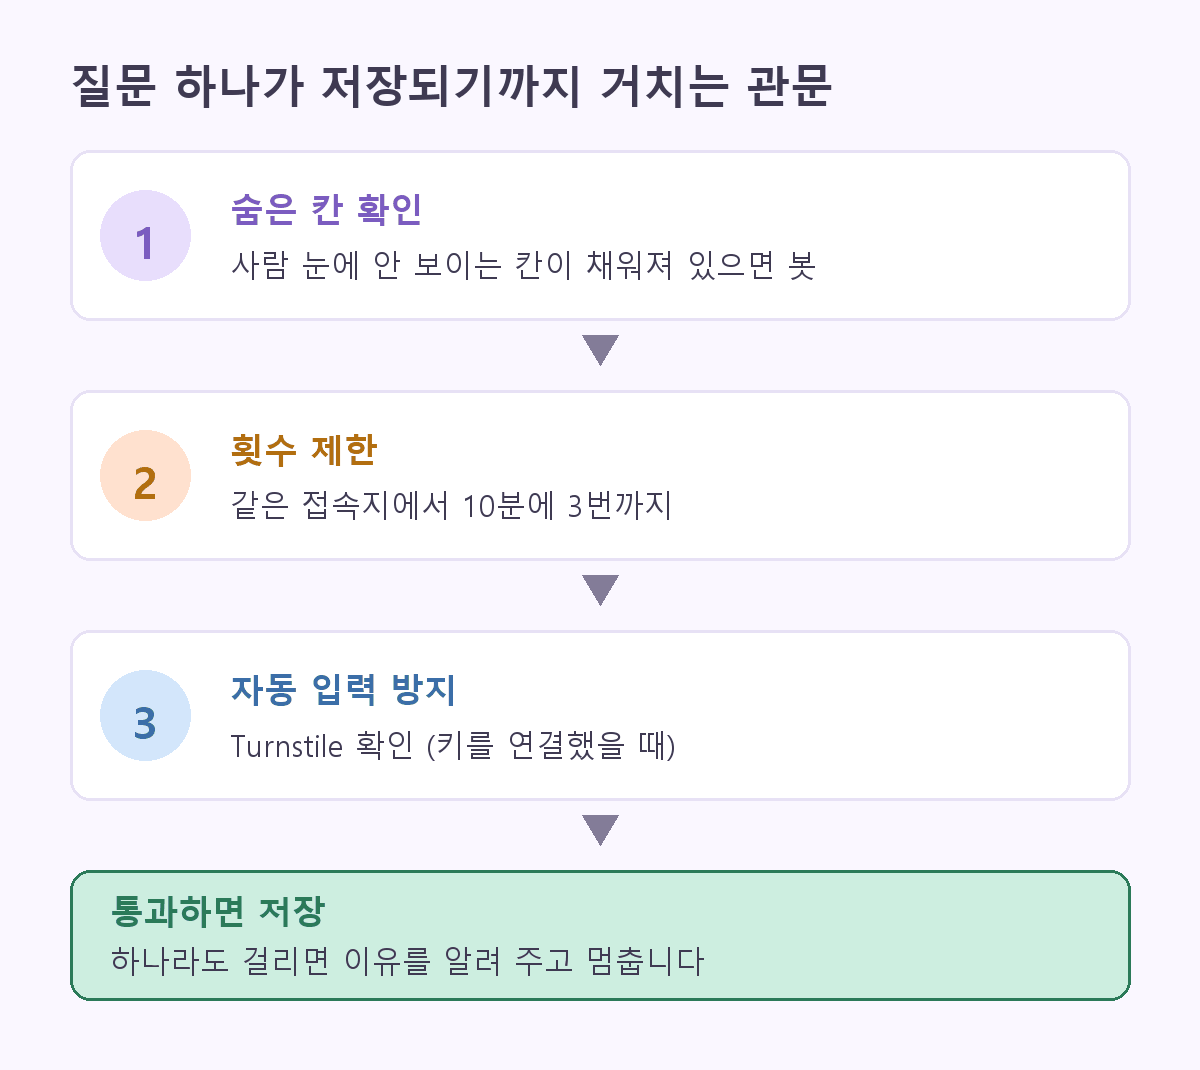 질문 하나가 저장되기까지 거치는 관문
1
숨은 칸 확인
사람 눈에 안 보이는 칸이 채워져 있으면 봇
2
횟수 제한
같은 접속지에서 10분에 3번까지
3
자동 입력 방지
Turnstile 확인 (키를 연결했을 때)
통과하면 저장
하나라도 걸리면 이유를 알려 주고 멈춥니다